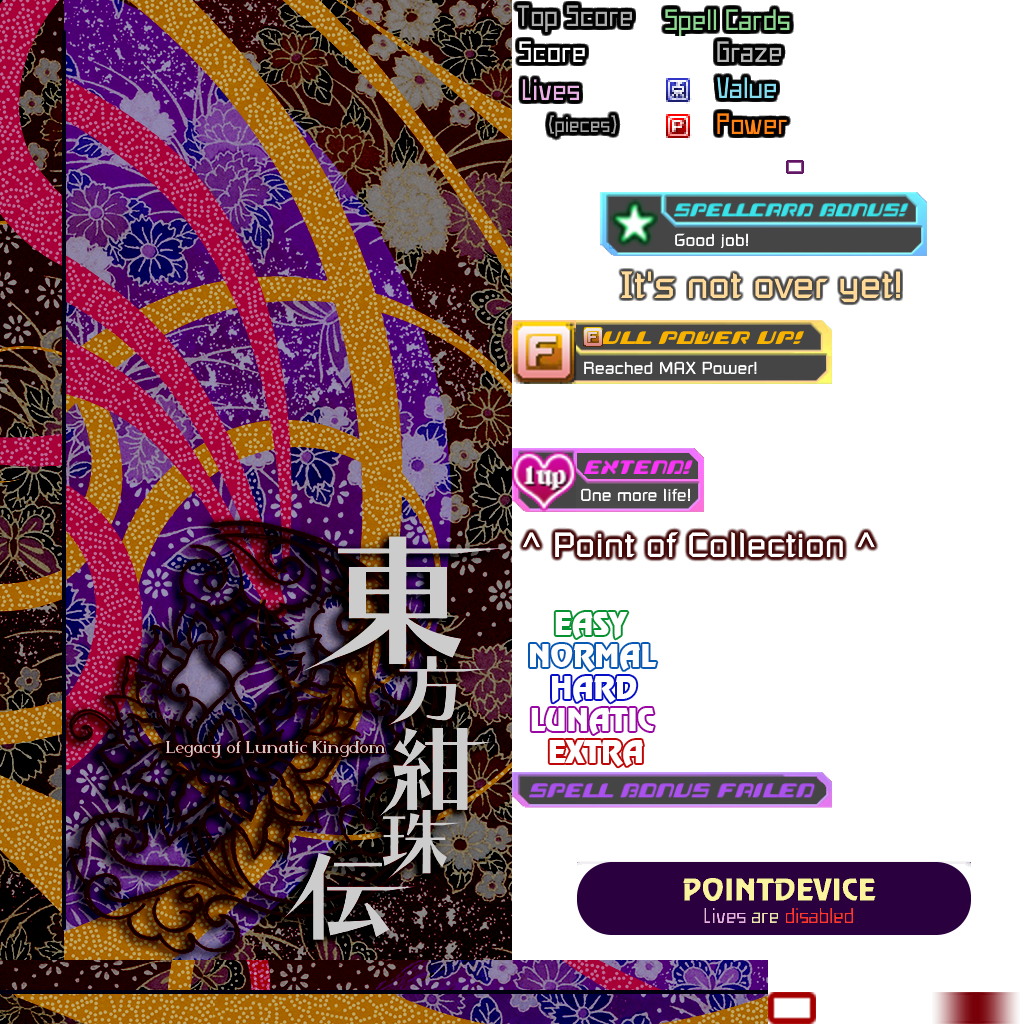 Top Score
Spell Cards
Score
Graze
Lives
Value
(pieces)
P
Power
SPELLCARD BONUS!
Good job!
It's not over yet!
F
FULL POWER UP!
Reached MAX Power!
1up
EXTEND!
One more life!
^ Point of Collection ^
東方紺珠伝
Legacy of Lunatic Kingdom
EASY
NORMAL
HARD
LUNATIC
EXTRA
SPELL BONUS FAILED
POINTDEVICE
Lives are disabled